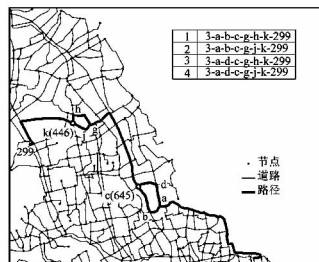 1 3-a-b-c-g-h-k-299
2 3-a-b-c-g-j-k-299
3 3-a-d-c-g-h-k-299
4 3-a-d-c-g-j-k-299
h
k(446)
g
j
299
c(645)
d
a
b
节点
道路
路径